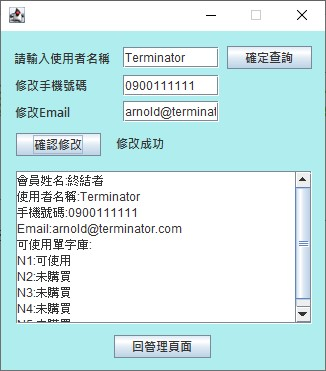 請輸入使用者名稱 Terminator 確定查詢
修改手機號碼 0900111111
修改Email arnold@terminat
確認修改 修改成功
會員姓名:終結者
使用者名稱:Terminator
手機號碼:0900111111
Email:arnold@terminator.com
可使用單字庫:
N1:可使用
N2:未購買
N3:未購買
N4:未購買
N5:未購買
回管理頁面